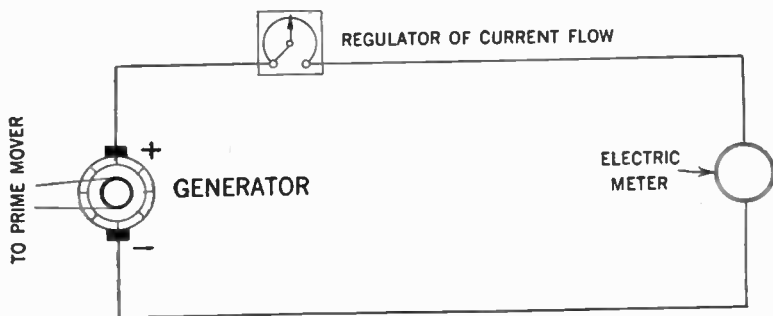 REGULATOR OF CURRENT FLOW
TO PRIME MOVER
+
GENERATOR
−
ELECTRIC
METER